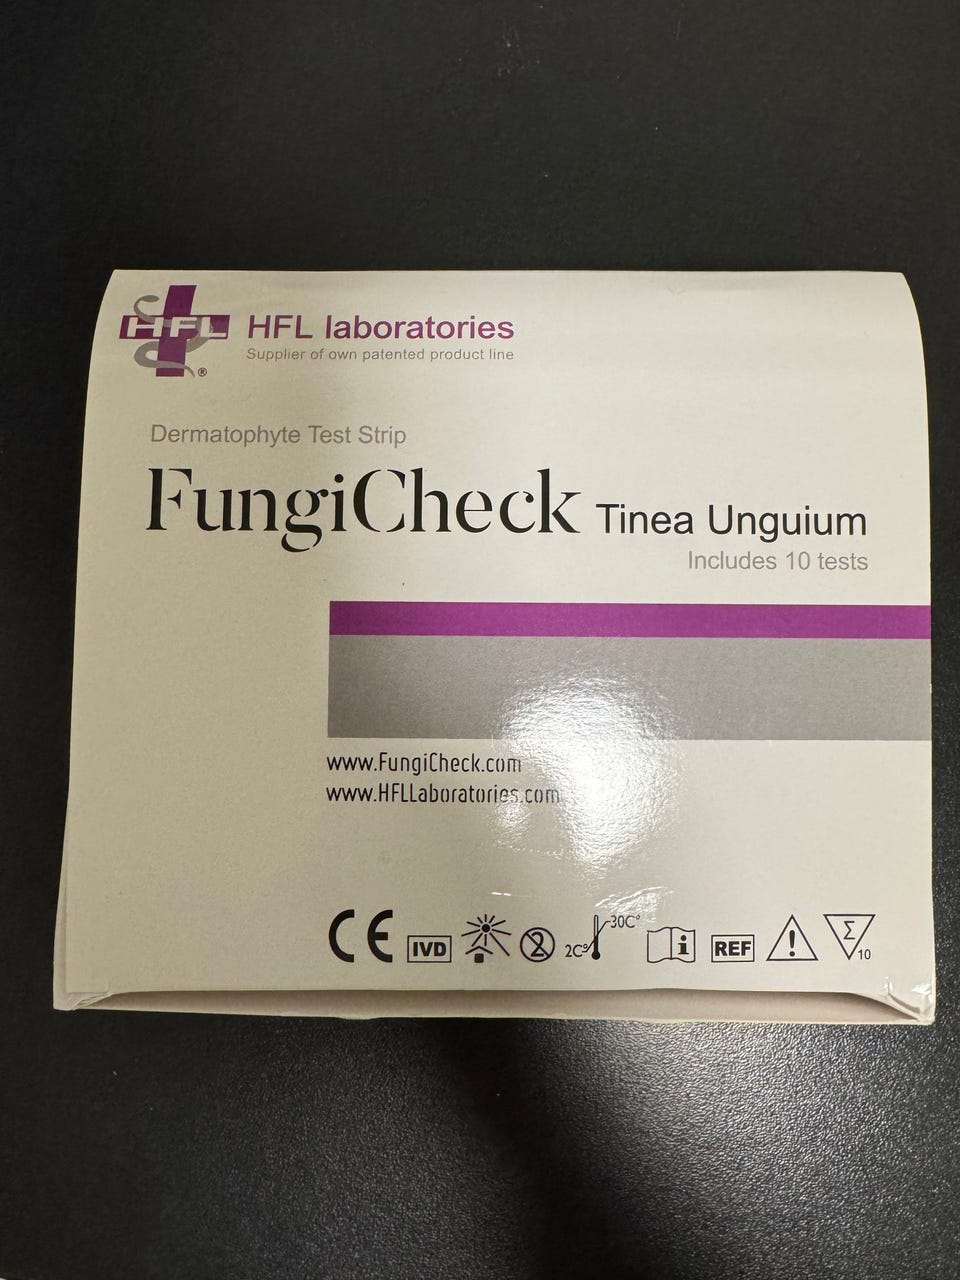 HFL
HFL laboratories
Supplier of own patented product line
®
Dermatophyte Test Strip
FungiCheck Tinea Unguium
Includes 10 tests
www.FungiCheck.com
www.HFLLaboratories.com
CE IVD 2 2C° 30C° i REF ! Σ 10